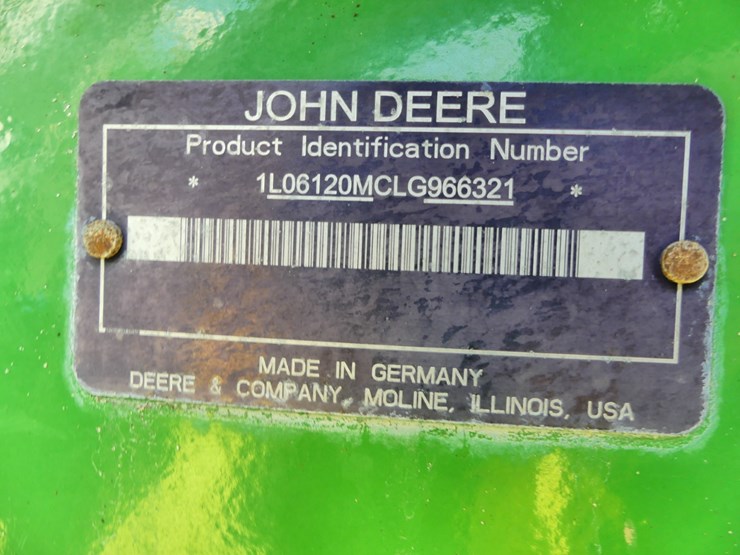 JOHN DEERE
Product Identification Number
* 1L06120MCLG966321 *
MADE IN GERMANY
DEERE & COMPANY, MOLINE, ILLINOIS, USA